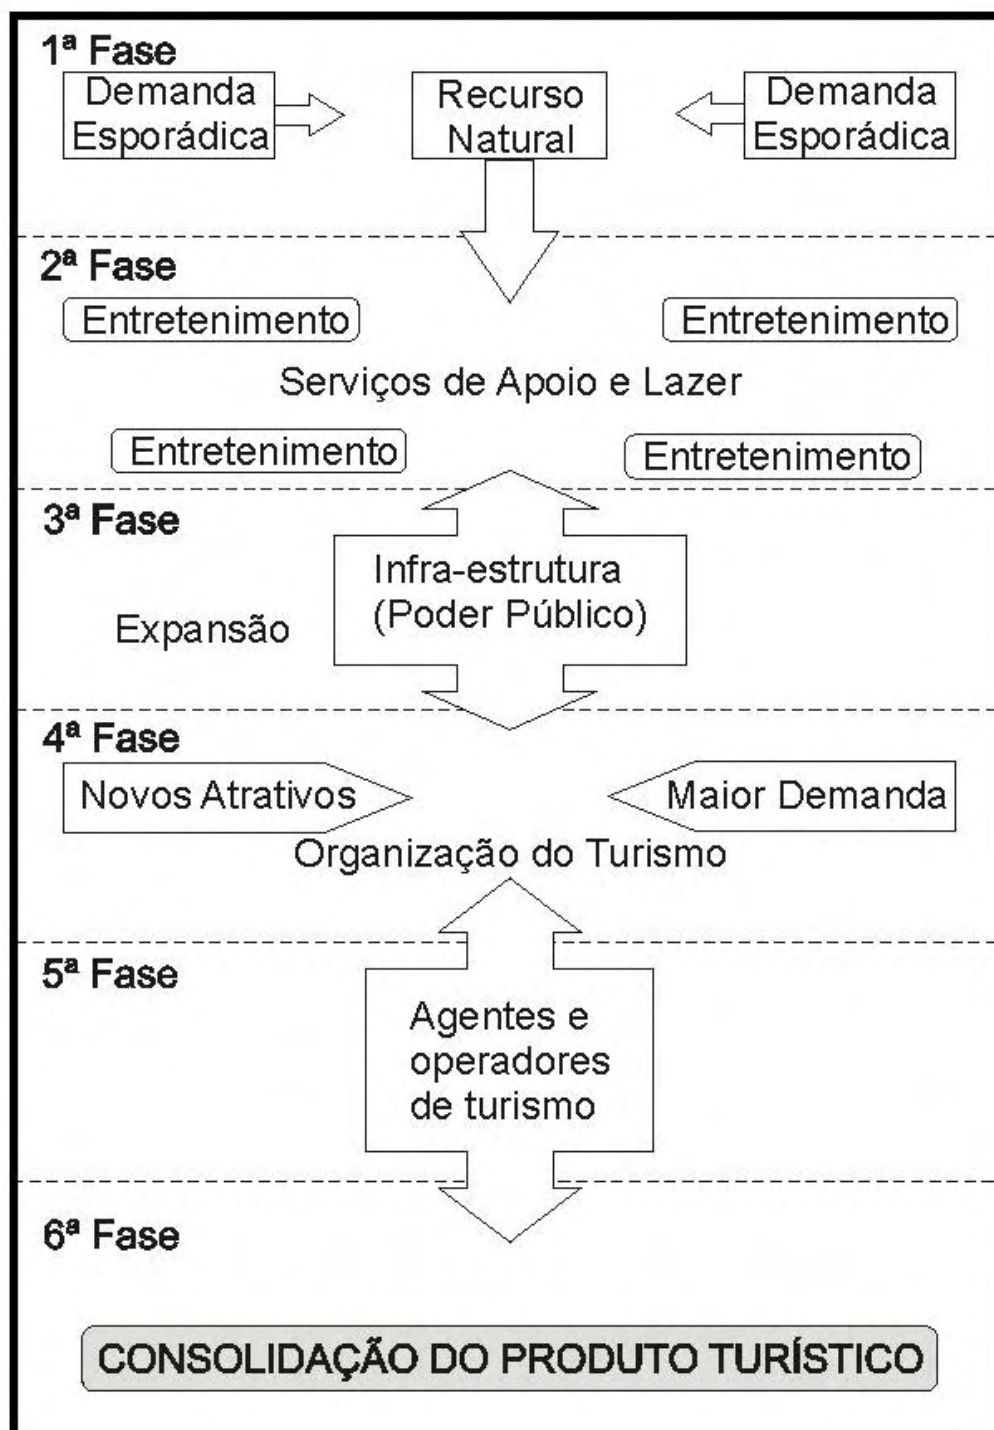 1ª Fase
Demanda
Esporádica
Recurso
Natural
Demanda
Esporádica
2ª Fase
Entretenimento
Entretenimento
Serviços de Apoio e Lazer
Entretenimento
Entretenimento
3ª Fase
Infra-estrutura
(Poder Público)
Expansão
4ª Fase
Novos Atrativos
Maior Demanda
Organização do Turismo
5ª Fase
Agentes e
operadores
de turismo
6ª Fase
CONSOLIDAÇÃO DO PRODUTO TURÍSTICO